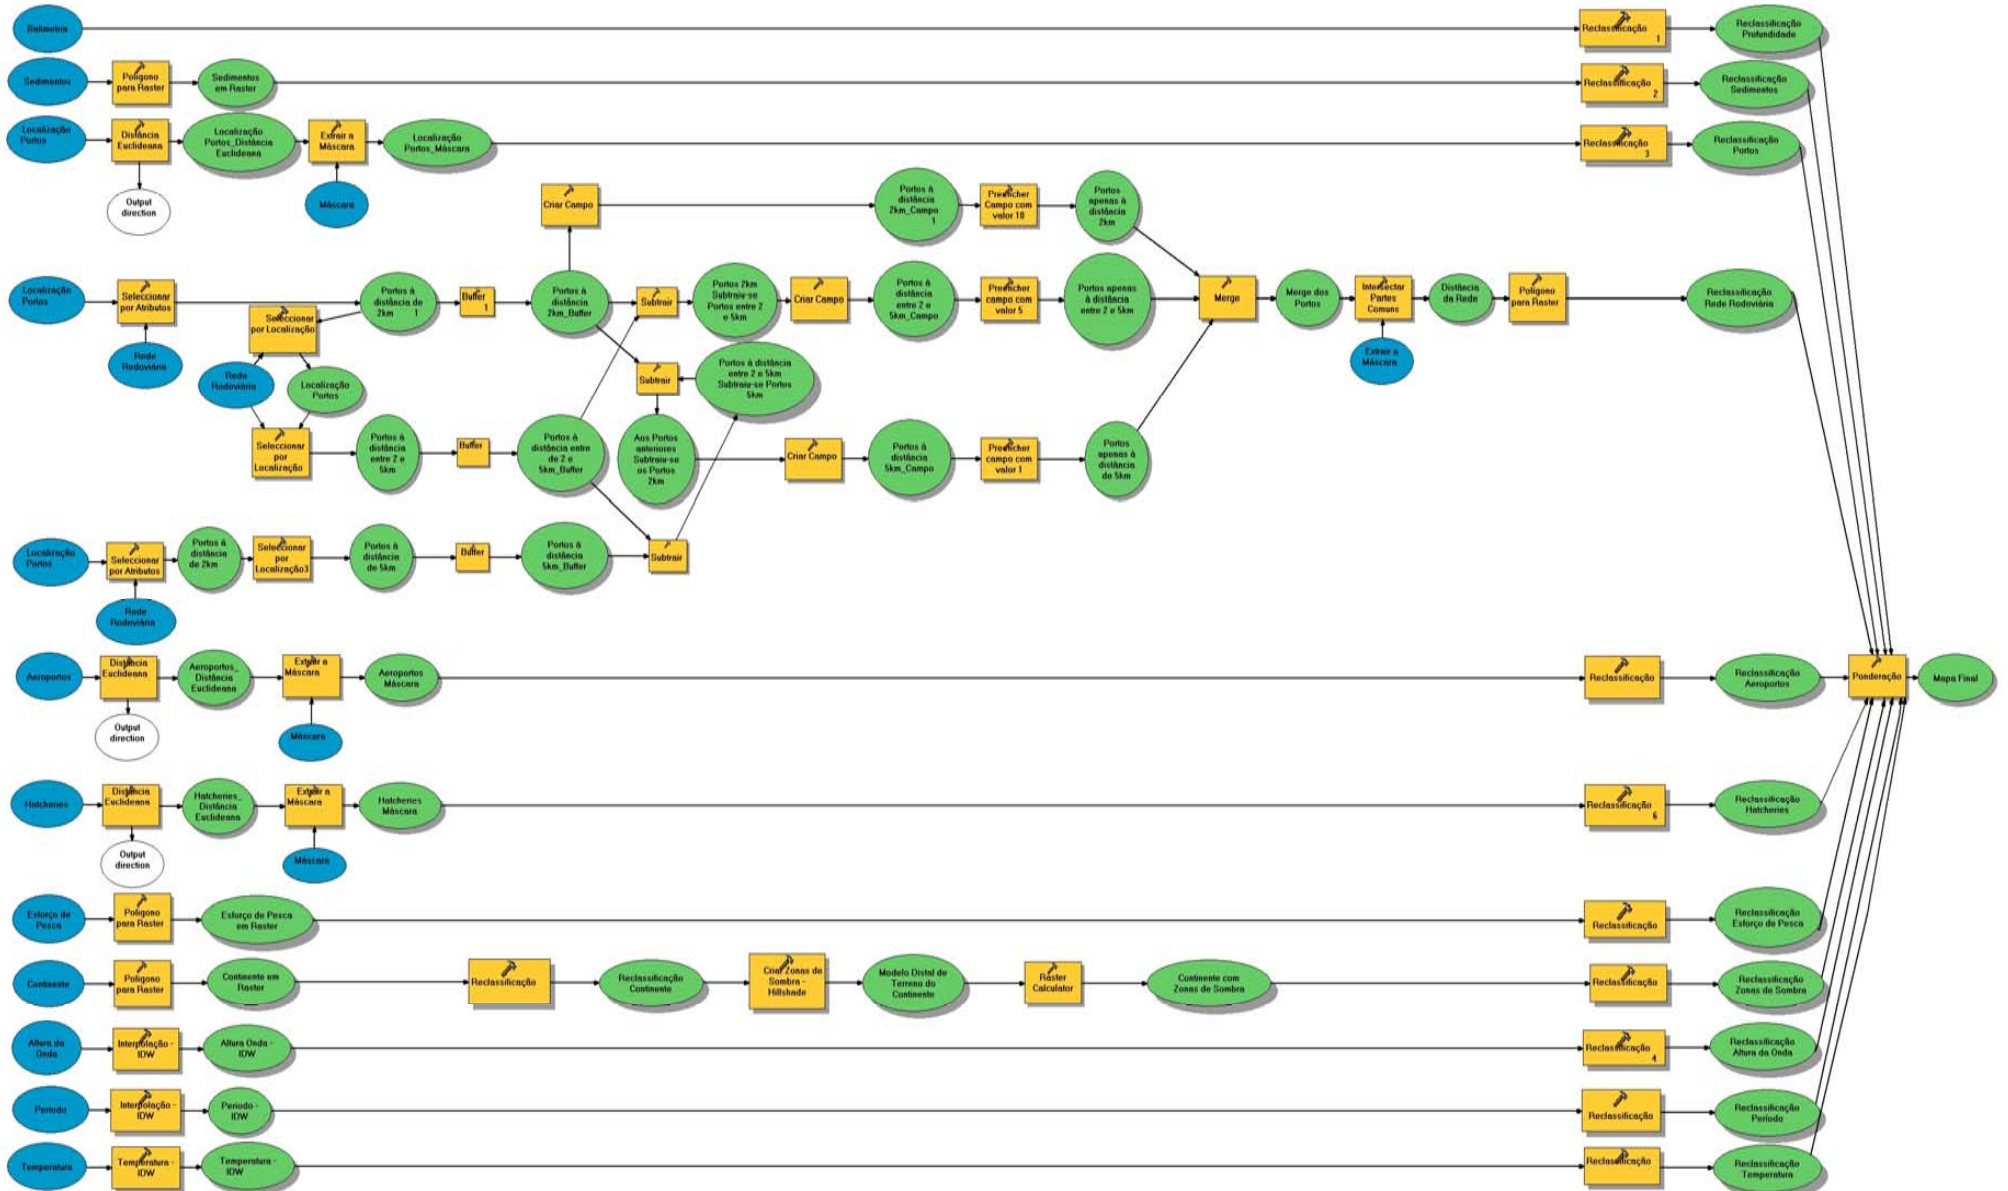 Batimetria
Reclassificação
1
Reclassificação
Profundidade
Sedimentos
Polígono
para Raster
Sedimentos
em Raster
Reclassificação
2
Reclassificação
Sedimentos
Localização
Portos
Distância
Euclideana
Localização
Portos_Distância
Euclideana
Extrair a
Máscara
Localização
Portos_Máscara
Reclassificação
3
Reclassificação
Portos
Output
direction
Máscara
Criar Campo
Portos à
distância
2km_Campo
1
Preencher
Campo com
valor 10
Portos
apenas à
distância
2km
Localização
Portos
Seleccionar
por Atributos
Rede
Rodoviária
Seleccionar
por Localização
Rede
Rodoviária
Localização
Portos
Portos à
distância de
2km
1
Buffer
1
Portos à
distância
2km_Buffer
Subtrair
Portos 2km
Subtraiu-se
Portos entre 2
e 5km
Criar Campo
Portos à
distância
entre 2 e
5km_Campo
Preencher
campo com
valor 5
Portos apenas
à distância
entre 2 e 5km
Merge
Merge dos
Portos
Intersectar
Partes
Comuns
Extrair a
Máscara
Distância
da Rede
Polígono
para Raster
Reclassificação
Rede Rodoviária
Subtrair
Portos à distância
entre 2 e 5km
Subtraiu-se Portos
5km
Seleccionar
por
Localização
Portos à
distância
entre 2 e
5km
Buffer
Portos à
distância entre
de 2 e
5km_Buffer
Aos Portos
anteriores
Subtraiu-se
os Portos
2km
Criar Campo
Portos à
distância
5km_Campo
Preencher
campo com
valor 1
Portos
apenas à
distância
de 5km
Localização
Portos
Seleccionar
por Atributos
Rede
Rodoviária
Portos à
distância
de 2km
Seleccionar
por
Localização3
Portos à
distância
de 5km
Buffer
Portos à
distância
5km_Buffer
Subtrair
Aeroportos
Distância
Euclideana
Aeroportos_
Distância
Euclideana
Extrair a
Máscara
Aeroportos
Máscara
Reclassificação
Reclassificação
Aeroportos
Ponderação
Mapa Final
Output
direction
Máscara
Hatcheries
Distância
Euclideana
Hatcheries_
Distância
Euclideana
Extrair a
Máscara
Hatcheries
Máscara
Reclassificação
6
Reclassificação
Hatcheries
Output
direction
Máscara
Esforço de
Pesca
Polígono
para Raster
Esforço de Pesca
em Raster
Reclassificação
Reclassificação
Esforço de Pesca
Continente
Polígono
para Raster
Continente em
Raster
Reclassificação
Reclassificação
Continente
Criar Zonas de
Sombra -
Hillshade
Modelo Distal de
Terreno do
Continente
Raster
Calculator
Continente com
Zonas de Sombra
Reclassificação
Reclassificação
Zonas de Sombra
Altura da
Onda
Interpolação -
IDW
Altura Onda -
IDW
Reclassificação
4
Reclassificação
Altura da Onda
Período
Interpolação -
IDW
Período -
IDW
Reclassificação
Reclassificação
Período
Temperatura
Temperatura -
IDW
Temperatura -
IDW
Reclassificação
Reclassificação
Temperatura